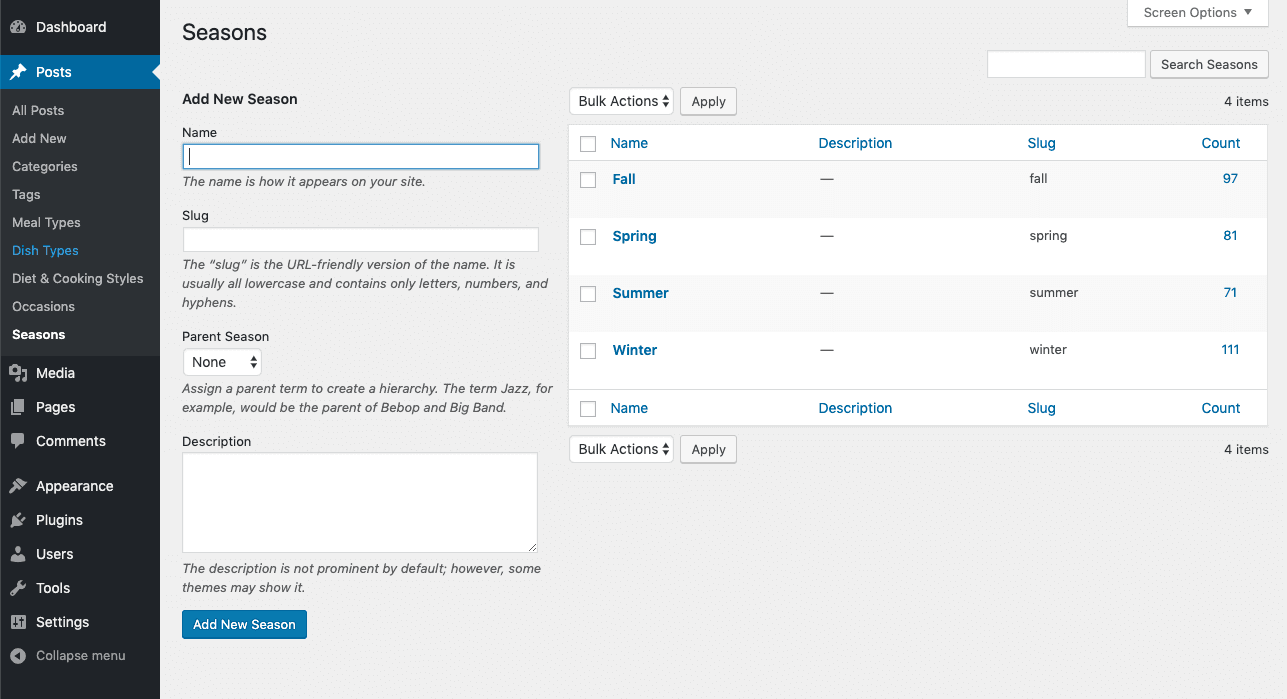 Dashboard
Posts
All Posts
Add New
Categories
Tags
Meal Types
Dish Types
Diet & Cooking Styles
Occasions
Seasons
Media
Pages
Comments
Appearance
Plugins
Users
Tools
Settings
Collapse menu
Screen Options
Seasons
Search Seasons
Add New Season
Name
The name is how it appears on your site.
Slug
The “slug” is the URL-friendly version of the name. It is
usually all lowercase and contains only letters, numbers, and
hyphens.
Parent Season
None
Assign a parent term to create a hierarchy. The term Jazz, for
example, would be the parent of Bebop and Big Band.
Description
The description is not prominent by default; however, some
themes may show it.
Add New Season
Bulk Actions Apply 4 items
Name Description Slug Count
Fall — fall 97
Spring — spring 81
Summer — summer 71
Winter — winter 111
Name Description Slug Count
Bulk Actions Apply 4 items